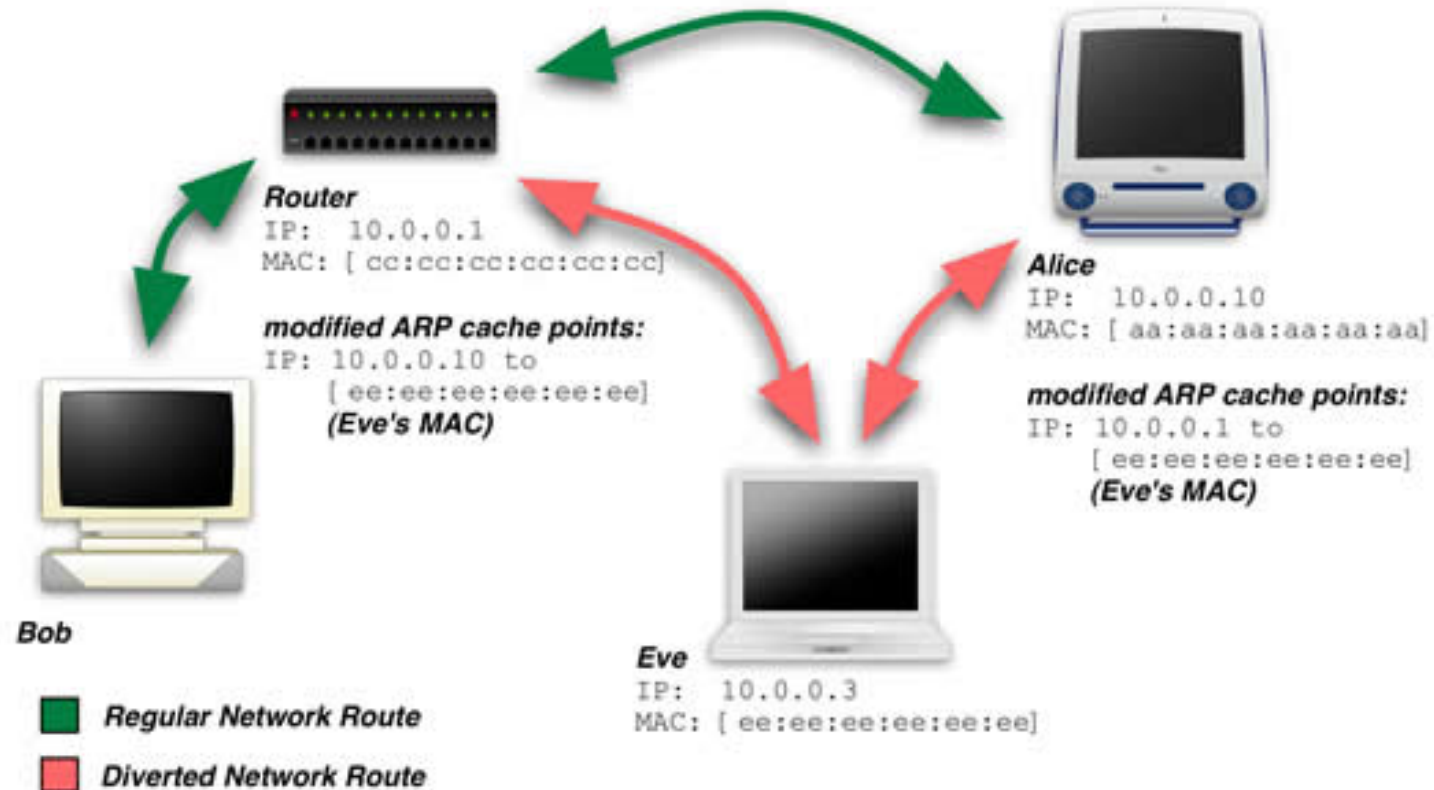 Router
IP: 10.0.0.1
MAC: [cc:cc:cc:cc:cc:cc]
modified ARP cache points:
IP: 10.0.0.10 to
[ee:ee:ee:ee:ee:ee]
(Eve's MAC)
Alice
IP: 10.0.0.10
MAC: [aa:aa:aa:aa:aa:aa]
modified ARP cache points:
IP: 10.0.0.1 to
[ee:ee:ee:ee:ee:ee]
(Eve's MAC)
Bob
Eve
IP: 10.0.0.3
MAC: [ee:ee:ee:ee:ee:ee]
Regular Network Route
Diverted Network Route